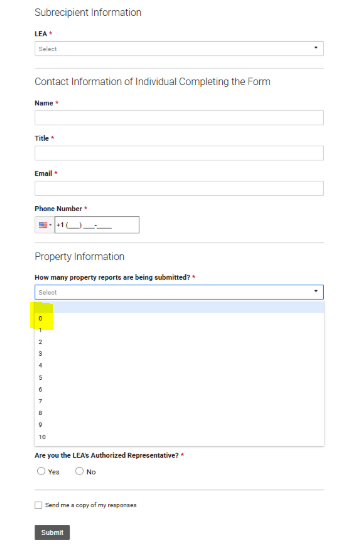 Subrecipient Information
LEA *
Select
Contact Information of Individual Completing the Form
Name *
Title *
Email *
Phone Number *
+1 (___) ___-____
Property Information
How many property reports are being submitted? *
Select
0
1
2
3
4
5
6
7
8
9
10
Are you the LEA's Authorized Representative? *
Yes No
Send me a copy of my responses
Submit